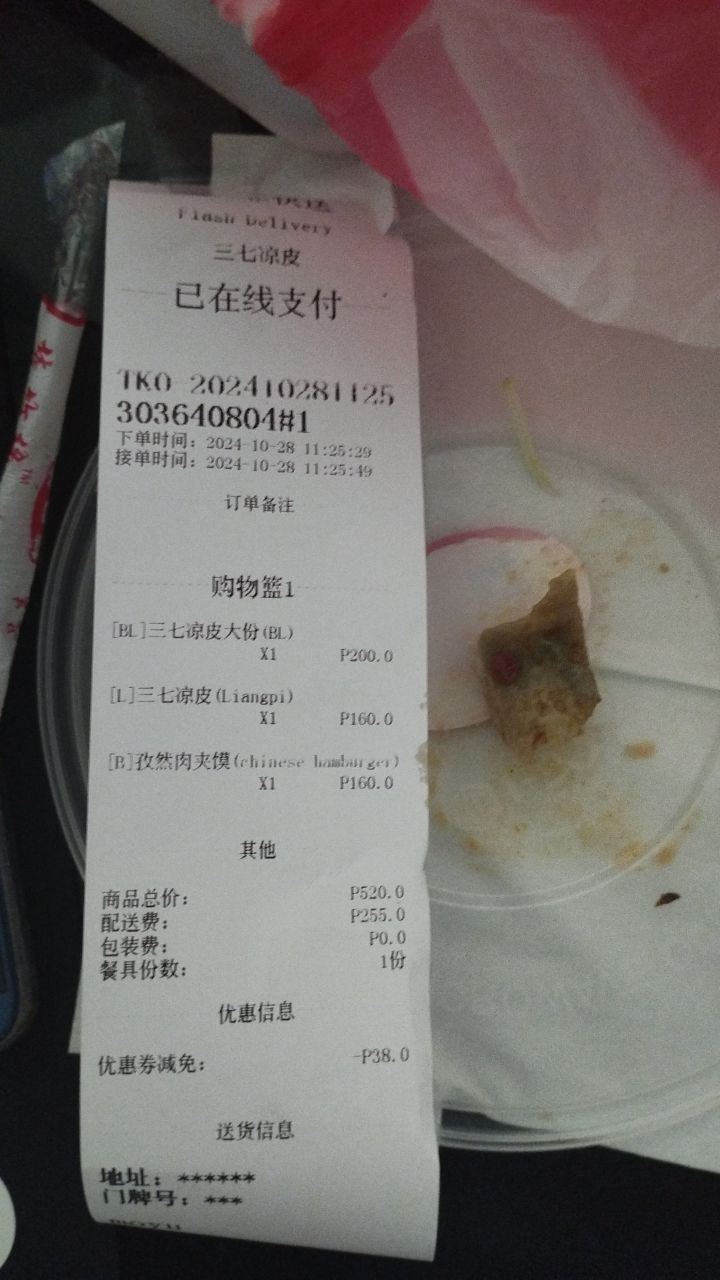 Flash Delivery
三七凉皮
已在线支付
TKO 202410281125
303640804#1
下单时间：2024-10-28 11:25:29
接单时间：2024-10-28 11:25:49
订单备注
购物篮1
[BL]三七凉皮大份(BL)
X1 P200.0
[L]三七凉皮(Liangpi)
X1 P160.0
[B]孜然肉夹馍(chinese hamburger)
X1 P160.0
其他
商品总价： P520.0
配送费： P255.0
包装费： P0.0
餐具份数： 1份
优惠信息
优惠券减免： -P38.0
送货信息
地址：******
门牌号：***